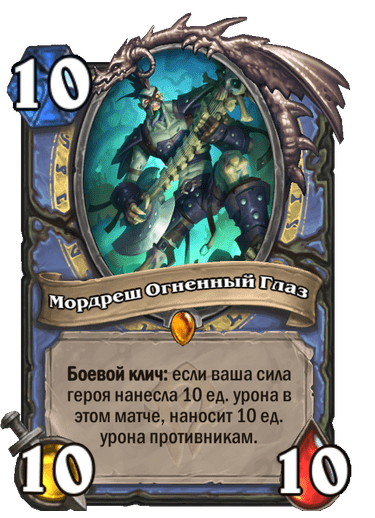 10
Мордреш Огненный Глаз
Боевой клич: если ваша сила
героя нанесла 10 ед. урона в
этом матче, наносит 10 ед.
урона противникам.
10
10